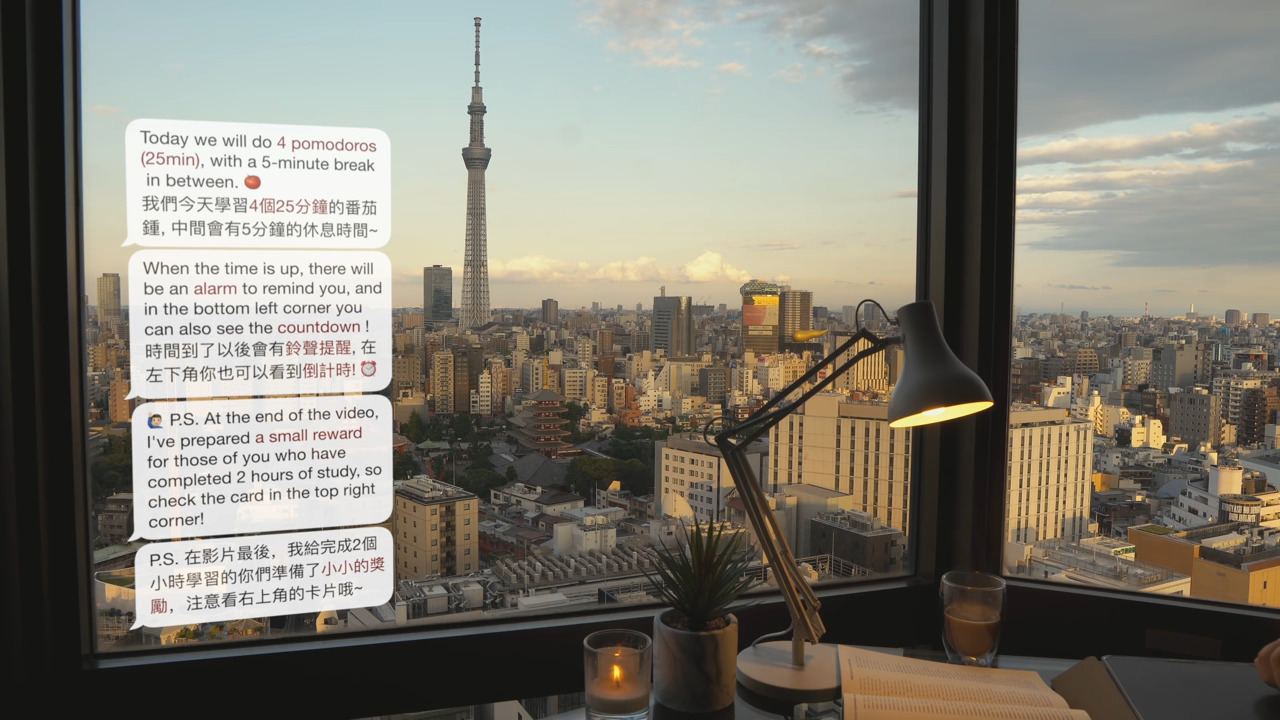 Today we will do 4 pomodoros
(25min), with a 5-minute break
in between. 🍅
我們今天學習4個25分鐘的番茄
鍾, 中間會有5分鐘的休息時間~
When the time is up, there will
be an alarm to remind you, and
in the bottom left corner you
can also see the countdown !
時間到了以後會有鈴聲提醒, 在
左下角你也可以看到倒計時! ⏰
🙋‍♂️ P.S. At the end of the video,
I've prepared a small reward
for those of you who have
completed 2 hours of study, so
check the card in the top right
corner!
P.S. 在影片最後，我給完成2個
小時學習的你們準備了小小的獎
勵，注意看右上角的卡片哦~